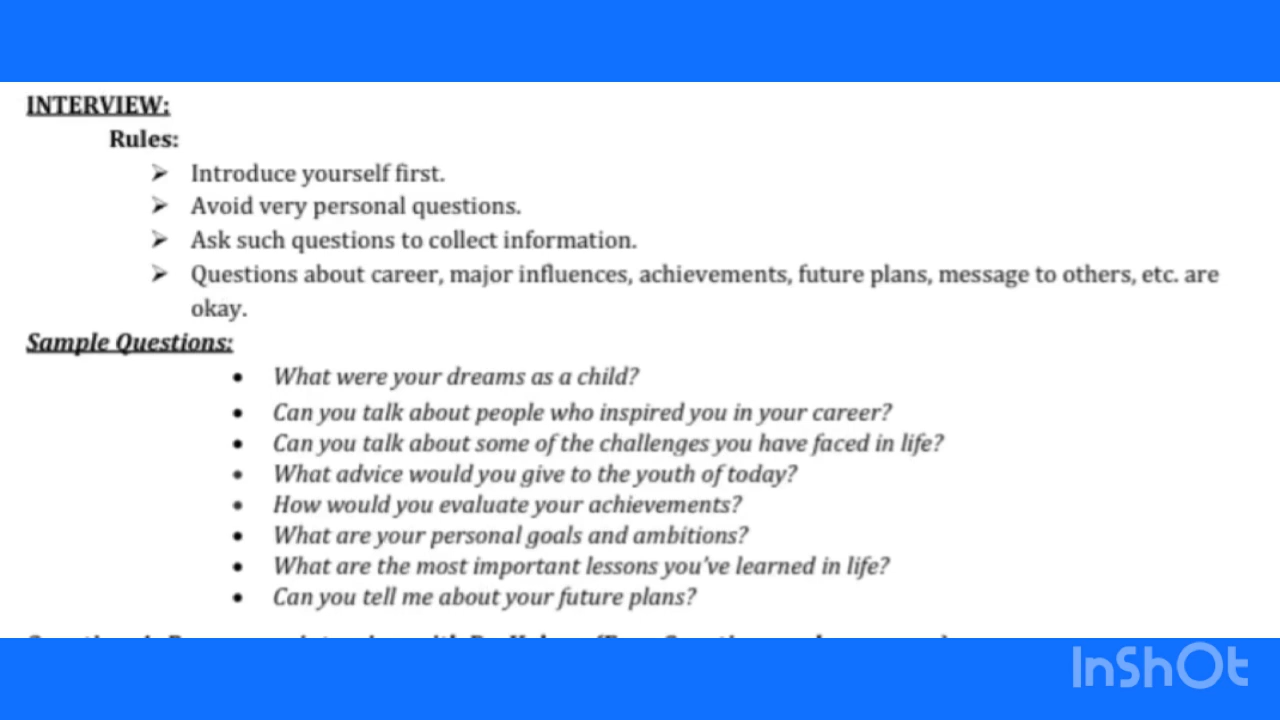 INTERVIEW:
Rules:
➢ Introduce yourself first.
➢ Avoid very personal questions.
➢ Ask such questions to collect information.
➢ Questions about career, major influences, achievements, future plans, message to others, etc. are
okay.
Sample Questions:
• What were your dreams as a child?
• Can you talk about people who inspired you in your career?
• Can you talk about some of the challenges you have faced in life?
• What advice would you give to the youth of today?
• How would you evaluate your achievements?
• What are your personal goals and ambitions?
• What are the most important lessons you've learned in life?
• Can you tell me about your future plans?
InShOt